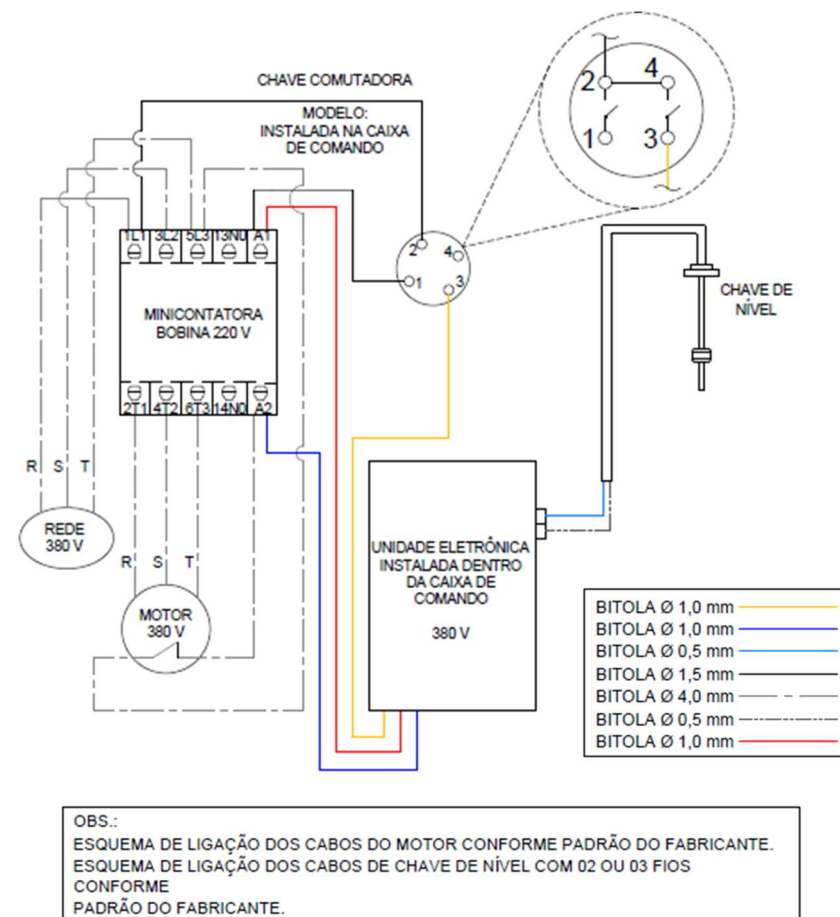 CHAVE COMUTADORA
MODELO:
INSTALADA NA CAIXA
DE COMANDO
2 4
1 3
1L1 3L2 5L3 13N0 A1
2 4
1 3
MINICONTATORA
BOBINA 220 V
CHAVE DE
NÍVEL
2T1 4T2 6T3 14N0 A2
R S T
REDE
380 V
R S T
MOTOR
380 V
UNIDADE ELETRÔNICA
INSTALADA DENTRO
DA CAIXA DE
COMANDO
380 V
BITOLA Ø 1,0 mm
BITOLA Ø 1,0 mm
BITOLA Ø 0,5 mm
BITOLA Ø 1,5 mm
BITOLA Ø 4,0 mm
BITOLA Ø 0,5 mm
BITOLA Ø 1,0 mm
OBS.:
ESQUEMA DE LIGAÇÃO DOS CABOS DO MOTOR CONFORME PADRÃO DO FABRICANTE.
ESQUEMA DE LIGAÇÃO DOS CABOS DE CHAVE DE NÍVEL COM 02 OU 03 FIOS
CONFORME
PADRÃO DO FABRICANTE.